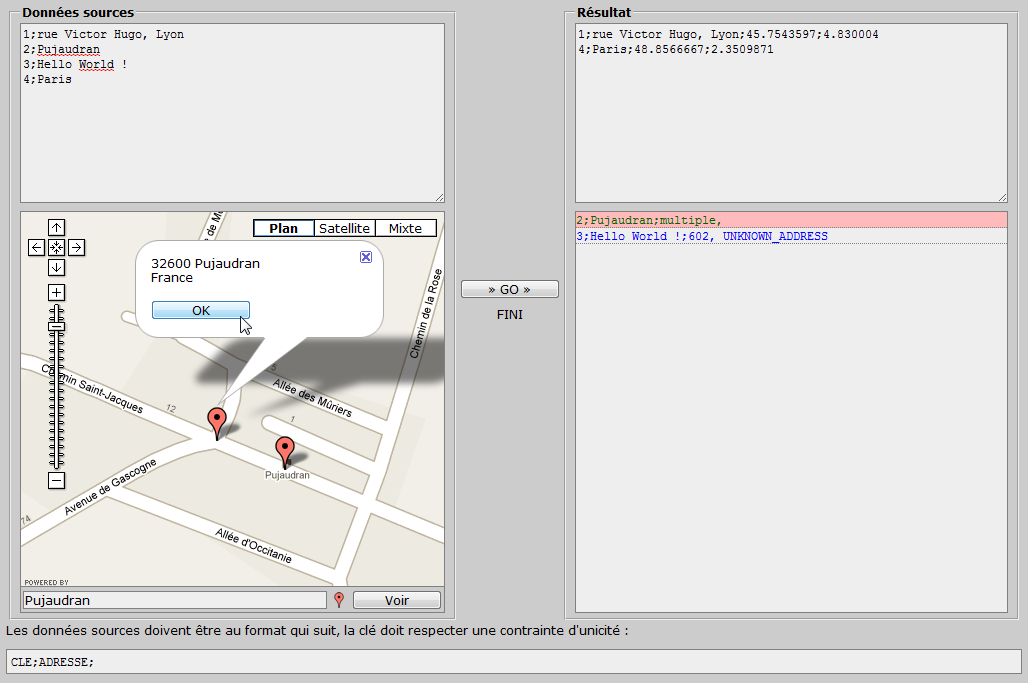 Données sources
1;rue Victor Hugo, Lyon
2;Pujaudran
3;Hello World !
4;Paris
Résultat
1;rue Victor Hugo, Lyon;45.7543597;4.830004
4;Paris;48.8566667;2.3509871
» GO »
FINI
2;Pujaudran;multiple,
3;Hello World !;602, UNKNOWN_ADDRESS
Plan Satellite Mixte
de M
32600 Pujaudran
France
OK
Chemin de la Rose
Chemin Saint-Jacques
12
5
Allée des Mûriers
1
Pujaudran
Avenue de Gascogne
74
Allée d'Occitanie
POWERED BY
Pujaudran
Voir
Les données sources doivent être au format qui suit, la clé doit respecter une contrainte d'unicité :
CLE;ADRESSE;